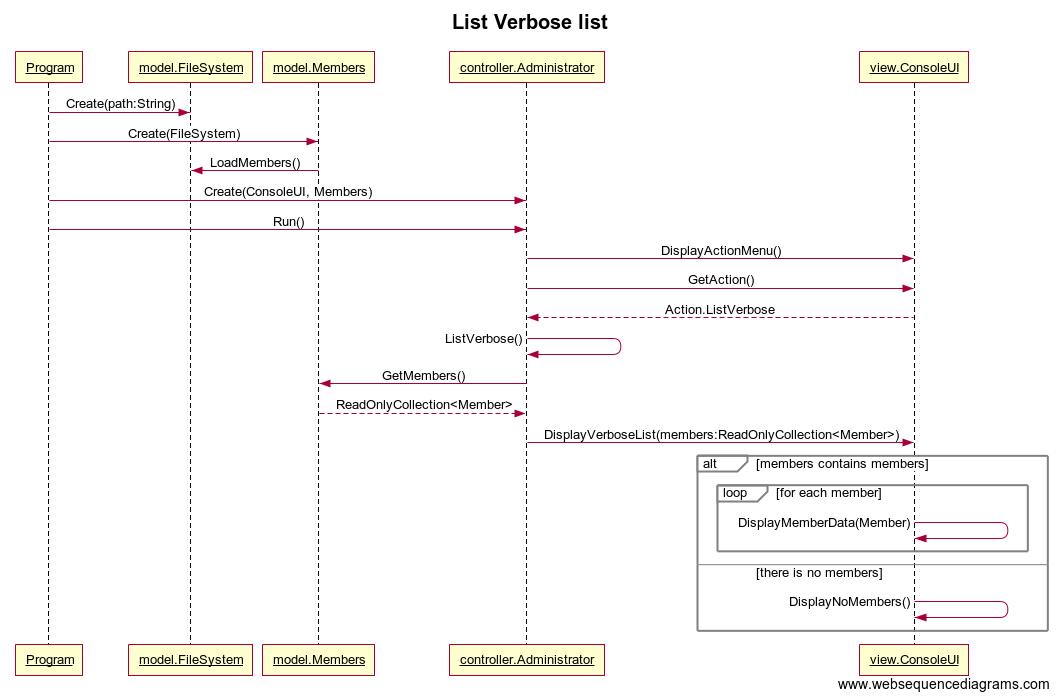 List Verbose list
Program
model.FileSystem
model.Members
controller.Administrator
view.ConsoleUI
Create(path:String)
Create(FileSystem)
LoadMembers()
Create(ConsoleUI, Members)
Run()
DisplayActionMenu()
GetAction()
Action.ListVerbose
ListVerbose()
GetMembers()
ReadOnlyCollection<Member>
DisplayVerboseList(members:ReadOnlyCollection<Member>)
alt [members contains members]
loop [for each member]
DisplayMemberData(Member)
[there is no members]
DisplayNoMembers()
Program
model.FileSystem
model.Members
controller.Administrator
view.ConsoleUI
www.websequencediagrams.com